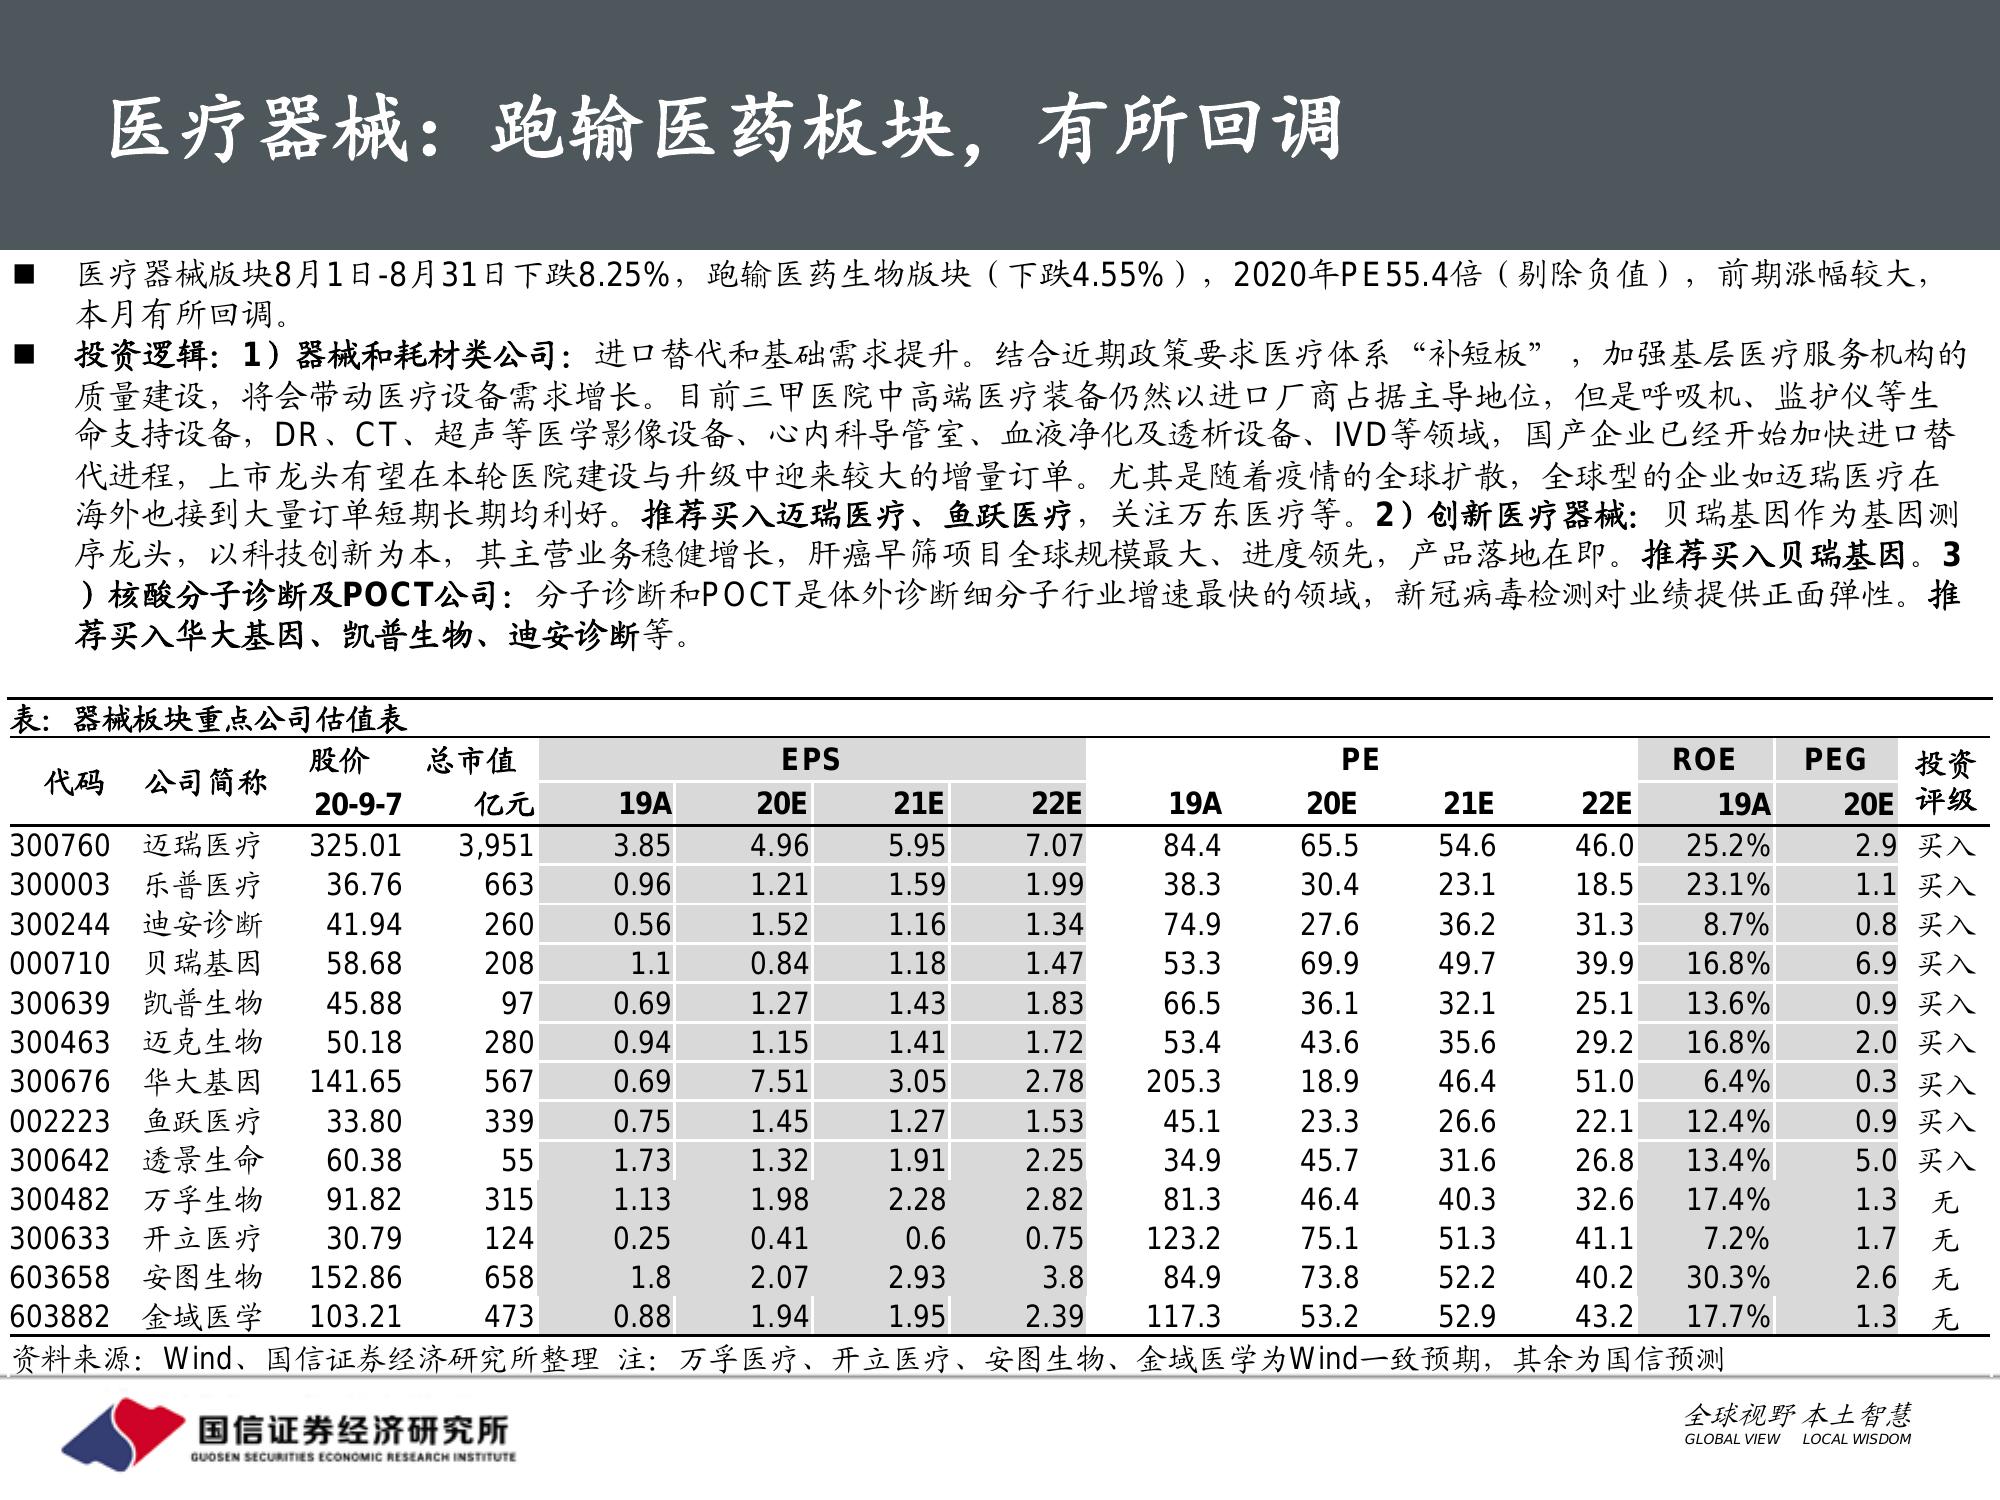 医疗器械：跑输医药板块，有所回调
■ 医疗器械版块8月1日-8月31日下跌8.25%，跑输医药生物版块（下跌4.55%），2020年PE55.4倍（剔除负值），前期涨幅较大，
本月有所回调。
■ 投资逻辑：1）器械和耗材类公司：进口替代和基础需求提升。结合近期政策要求医疗体系“补短板”，加强基层医疗服务机构的
质量建设，将会带动医疗设备需求增长。目前三甲医院中高端医疗装备仍然以进口厂商占据主导地位，但是呼吸机、监护仪等生
命支持设备，DR、CT、超声等医学影像设备、心内科导管室、血液净化及透析设备、IVD等领域，国产企业已经开始加快进口替
代进程，上市龙头有望在本轮医院建设与升级中迎来较大的增量订单。尤其是随着疫情的全球扩散，全球型的企业如迈瑞医疗在
海外也接到大量订单短期长期均利好。推荐买入迈瑞医疗、鱼跃医疗，关注万东医疗等。2）创新医疗器械：贝瑞基因作为基因测
序龙头，以科技创新为本，其主营业务稳健增长，肝癌早筛项目全球规模最大、进度领先，产品落地在即。推荐买入贝瑞基因。3
）核酸分子诊断及POCT公司：分子诊断和POCT是体外诊断细分子行业增速最快的领域，新冠病毒检测对业绩提供正面弹性。推
荐买入华大基因、凯普生物、迪安诊断等。
表：器械板块重点公司估值表
代码 公司简称 股价 总市值 EPS PE ROE PEG 投资
20-9-7 亿元 19A 20E 21E 22E 19A 20E 21E 22E 19A 20E 评级
300760 迈瑞医疗 325.01 3,951 3.85 4.96 5.95 7.07 84.4 65.5 54.6 46.0 25.2% 2.9 买入
300003 乐普医疗 36.76 663 0.96 1.21 1.59 1.99 38.3 30.4 23.1 18.5 23.1% 1.1 买入
300244 迪安诊断 41.94 260 0.56 1.52 1.16 1.34 74.9 27.6 36.2 31.3 8.7% 0.8 买入
000710 贝瑞基因 58.68 208 1.1 0.84 1.18 1.47 53.3 69.9 49.7 39.9 16.8% 6.9 买入
300639 凯普生物 45.88 97 0.69 1.27 1.43 1.83 66.5 36.1 32.1 25.1 13.6% 0.9 买入
300463 迈克生物 50.18 280 0.94 1.15 1.41 1.72 53.4 43.6 35.6 29.2 16.8% 2.0 买入
300676 华大基因 141.65 567 0.69 7.51 3.05 2.78 205.3 18.9 46.4 51.0 6.4% 0.3 买入
002223 鱼跃医疗 33.80 339 0.75 1.45 1.27 1.53 45.1 23.3 26.6 22.1 12.4% 0.9 买入
300642 透景生命 60.38 55 1.73 1.32 1.91 2.25 34.9 45.7 31.6 26.8 13.4% 5.0 买入
300482 万孚生物 91.82 315 1.13 1.98 2.28 2.82 81.3 46.4 40.3 32.6 17.4% 1.3 无
300633 开立医疗 30.79 124 0.25 0.41 0.6 0.75 123.2 75.1 51.3 41.1 7.2% 1.7 无
603658 安图生物 152.86 658 1.8 2.07 2.93 3.8 84.9 73.8 52.2 40.2 30.3% 2.6 无
603882 金域医学 103.21 473 0.88 1.94 1.95 2.39 117.3 53.2 52.9 43.2 17.7% 1.3 无
资料来源：Wind、国信证券经济研究所整理 注：万孚医疗、开立医疗、安图生物、金域医学为Wind一致预期，其余为国信预测
国信证券经济研究所
GUOSEN SECURITIES ECONOMIC RESEARCH INSTITUTE
全球视野 本土智慧
GLOBAL VIEW LOCAL WISDOM